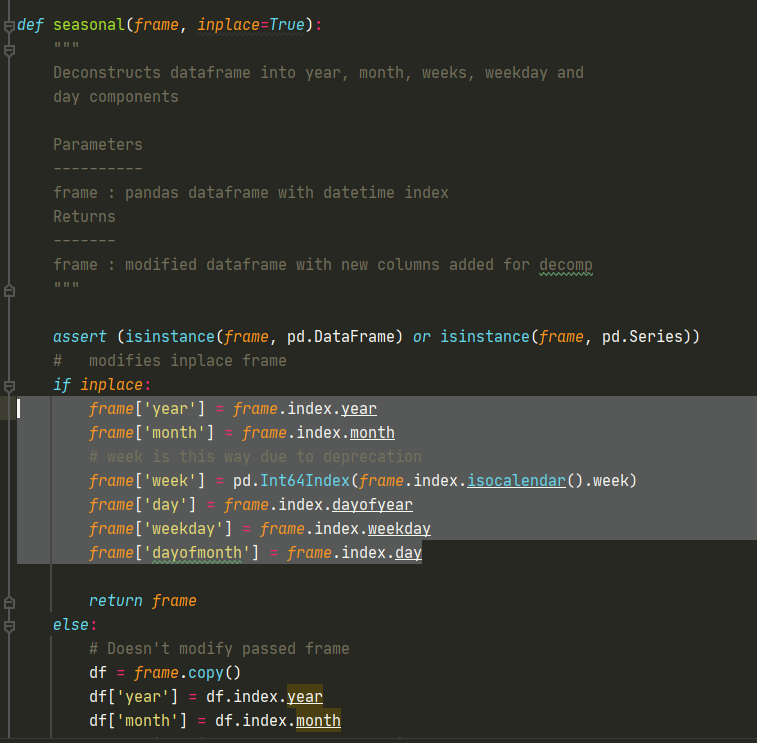 def seasonal(frame, inplace=True):
    """
    Deconstructs dataframe into year, month, weeks, weekday and
    day components

    Parameters
    ----------
    frame : pandas dataframe with datetime index
    Returns
    -------
    frame : modified dataframe with new columns added for decomp
    """

    assert (isinstance(frame, pd.DataFrame) or isinstance(frame, pd.Series))
    #   modifies inplace frame
    if inplace:
        frame['year'] = frame.index.year
        frame['month'] = frame.index.month
        # week is this way due to deprecation
        frame['week'] = pd.Int64Index(frame.index.isocalendar().week)
        frame['day'] = frame.index.dayofyear
        frame['weekday'] = frame.index.weekday
        frame['dayofmonth'] = frame.index.day

        return frame
    else:
        # Doesn't modify passed frame
        df = frame.copy()
        df['year'] = df.index.year
        df['month'] = df.index.month